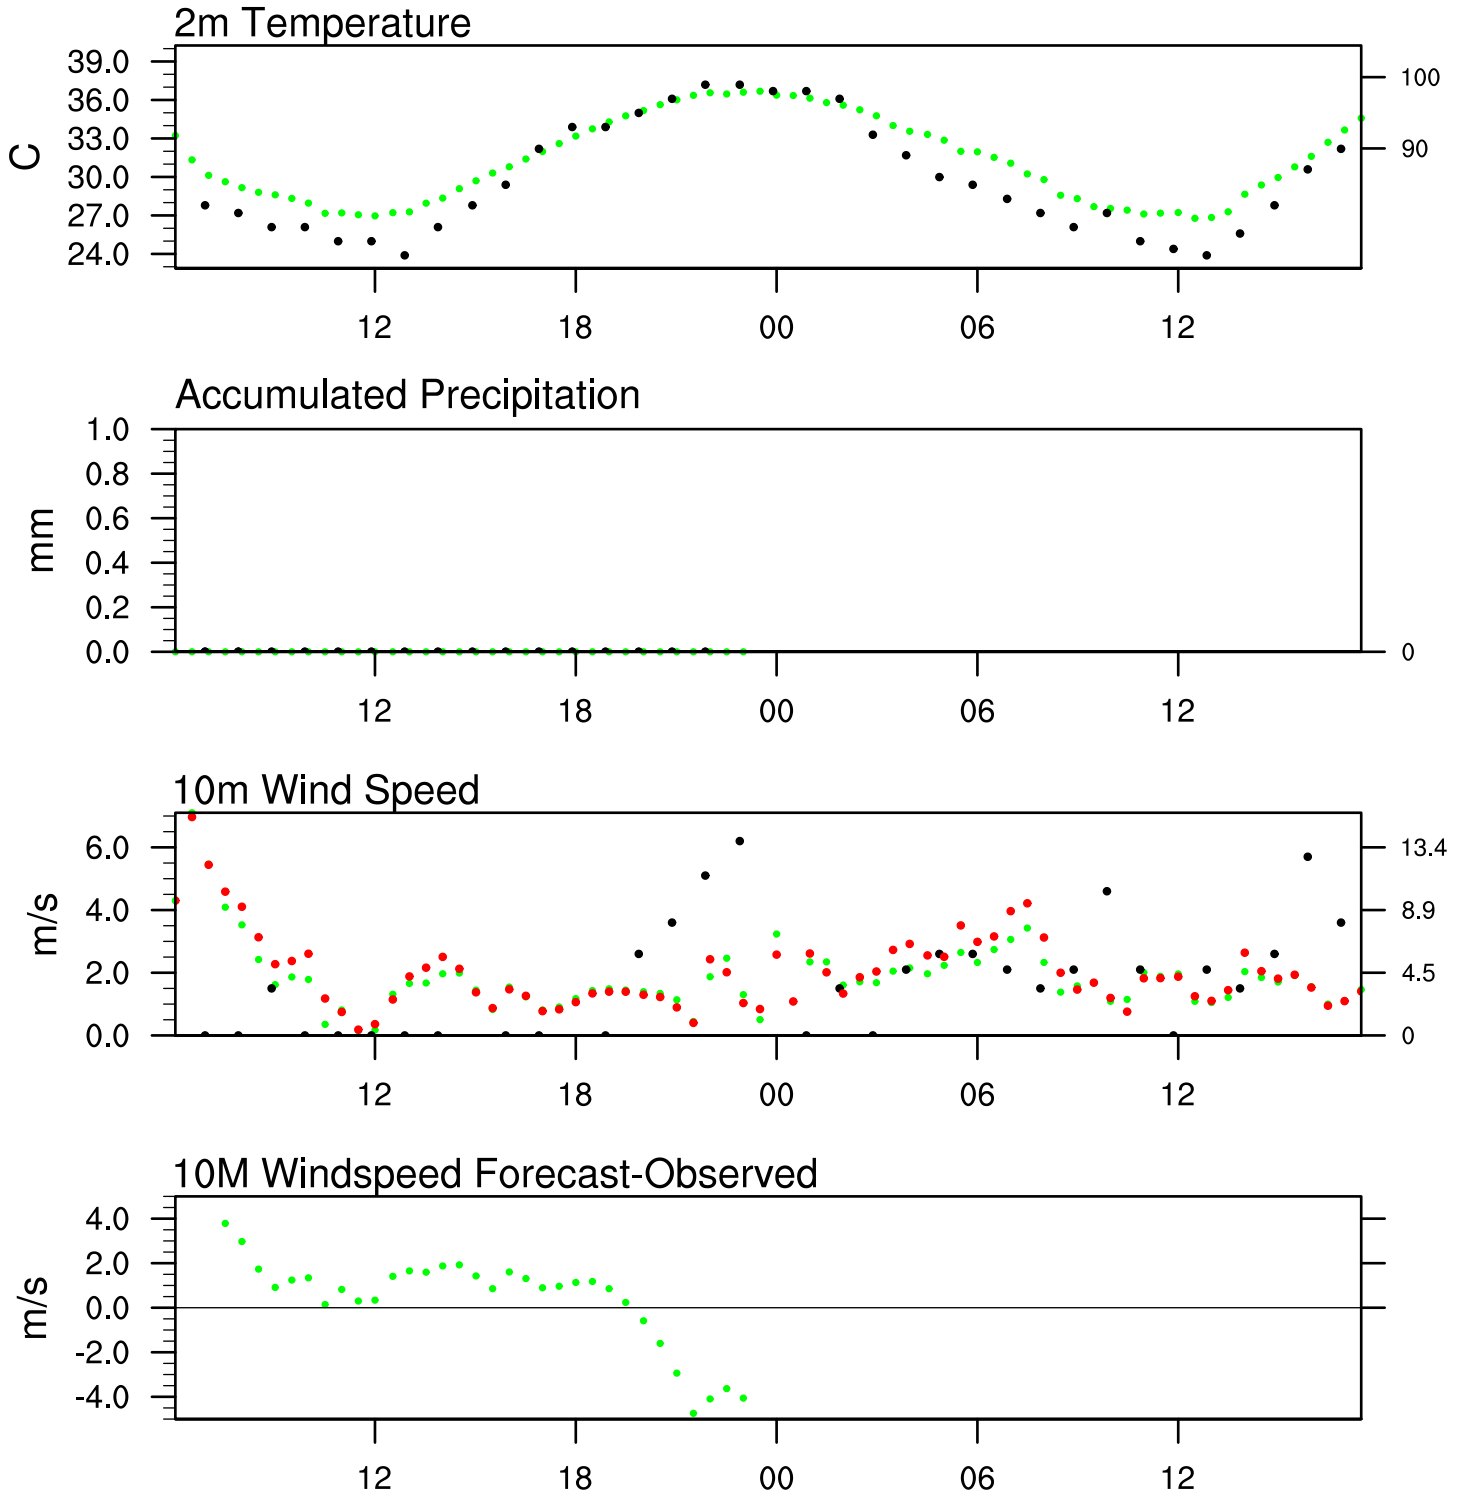 2m Temperature
39.0
36.0
33.0
30.0
27.0
24.0
C
100
90
12 18 00 06 12
Accumulated Precipitation
1.0
0.8
0.6
0.4
0.2
0.0
mm
0
12 18 00 06 12
10m Wind Speed
6.0
4.0
2.0
0.0
m/s
13.4
8.9
4.5
0
12 18 00 06 12
10M Windspeed Forecast-Observed
4.0
2.0
0.0
-2.0
-4.0
m/s
12 18 00 06 12